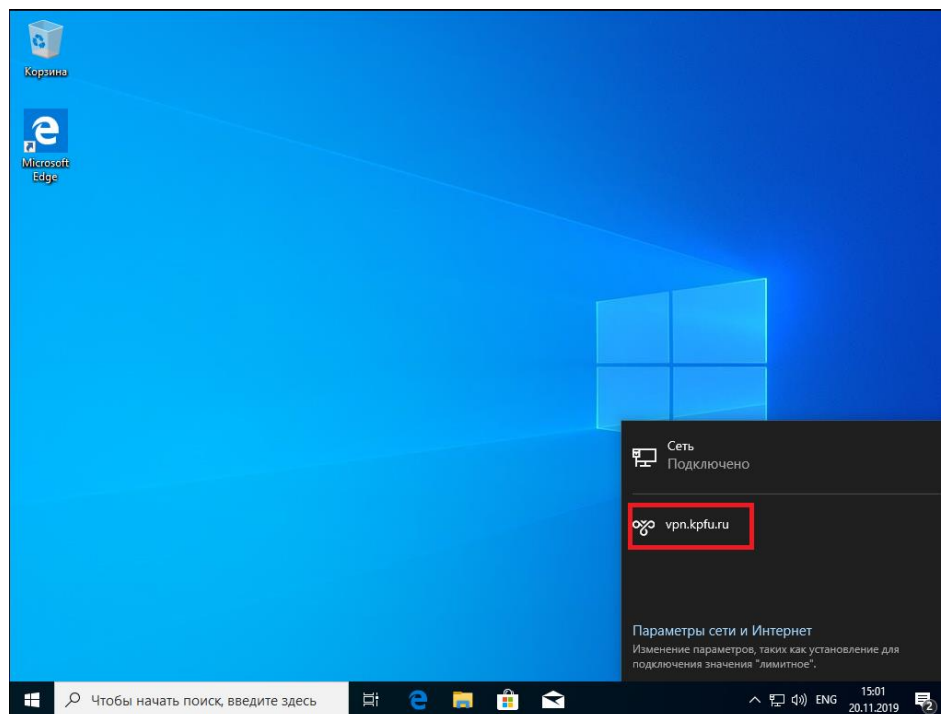 Корзина
Microsoft
Edge
Сеть
Подключено
vpn.kpfu.ru
Параметры сети и Интернет
Изменение параметров, таких как установление для
подключения значения "лимитное".
Чтобы начать поиск, введите здесь
ENG
15:01
20.11.2019
2